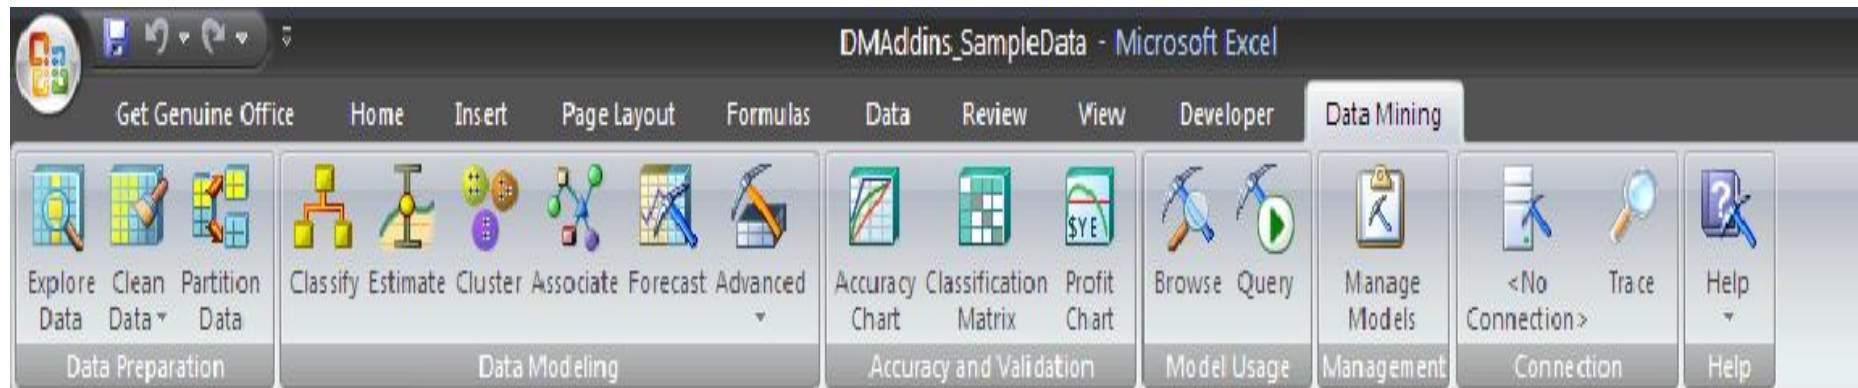 DMAddins_SampleData - Microsoft Excel
Get Genuine Office Home Insert Page Layout Formulas Data Review View Developer Data Mining
$YE
Explore Clean Partition Classify Estimate Cluster Associate Forecast Advanced Accuracy Classification Profit Browse Query Manage <No Trace Help
Data Data Data Chart Matrix Chart Models Connection>
Data Preparation Data Modeling Accuracy and Validation Model Usage Management Connection Help